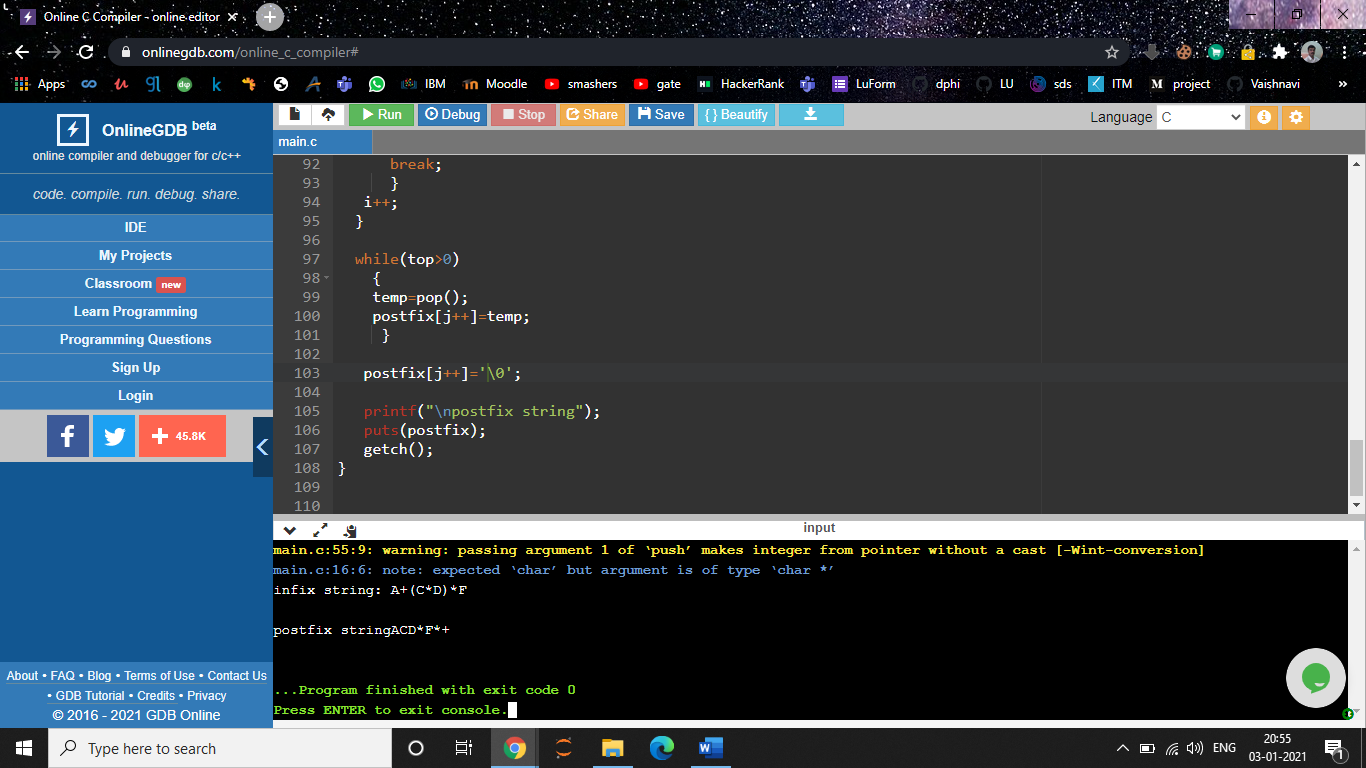 Online C Compiler - online editor
onlinegdb.com/online_c_compiler#
Apps IBM Moodle smashers gate HackerRank LuForm dphi LU sds ITM project Vaishnavi »
OnlineGDB beta
online compiler and debugger for c/c++
code. compile. run. debug. share.
IDE
My Projects
Classroom new
Learn Programming
Programming Questions
Sign Up
Login
45.8K
About • FAQ • Blog • Terms of Use • Contact Us
• GDB Tutorial • Credits • Privacy
© 2016 - 2021 GDB Online
Run Debug Stop Share Save { } Beautify
Language C
main.c
92 break;
93 }
94 i++;
95 }
96
97 while(top>0)
98 {
99 temp=pop();
100 postfix[j++]=temp;
101 }
102
103 postfix[j++]='\0';
104
105 printf("\npostfix string");
106 puts(postfix);
107 getch();
108 }
109
110
input
main.c:55:9: warning: passing argument 1 of ‘push’ makes integer from pointer without a cast [-Wint-conversion]
main.c:16:6: note: expected ‘char’ but argument is of type ‘char *’
infix string: A+(C*D)*F
postfix stringACD*F*+
...Program finished with exit code 0
Press ENTER to exit console.
Type here to search
ENG
20:55
03-01-2021
1